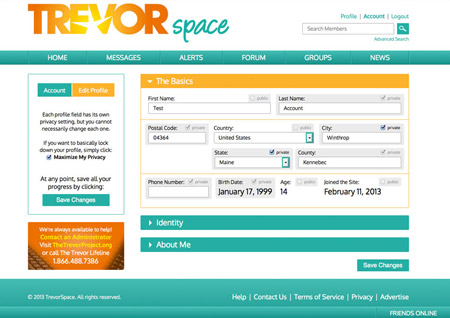 TREVOR space
Profile | Account | Logout
Search Members
Advanced Search
HOME MESSAGES ALERTS FORUM GROUPS NEWS
Account Edit Profile
Each profile field has its own
privacy setting, but you cannot
necessarily change each one.
If you want to basically lock
down your profile, simply click:
Maximize My Privacy
At any point, save all your
progress by clicking:
Save Changes
We're always available to help!
Contact an Administrator
Visit TheTrevorProject.org
or call The Trevor Lifeline
1.866.488.7386
The Basics
First Name: public Last Name: private
Test Account
Postal Code: private Country: public City: private
04364 United States Winthrop
State: private County:
Maine Kennebec
Phone Number: private Birth Date: private Age: public Joined the Site: public
January 17, 1999 14 February 11, 2013
Identity
About Me
Save Changes
© 2013 TrevorSpace. All rights reserved.
Help | Contact Us | Terms of Service | Privacy | Advertise
FRIENDS ONLINE